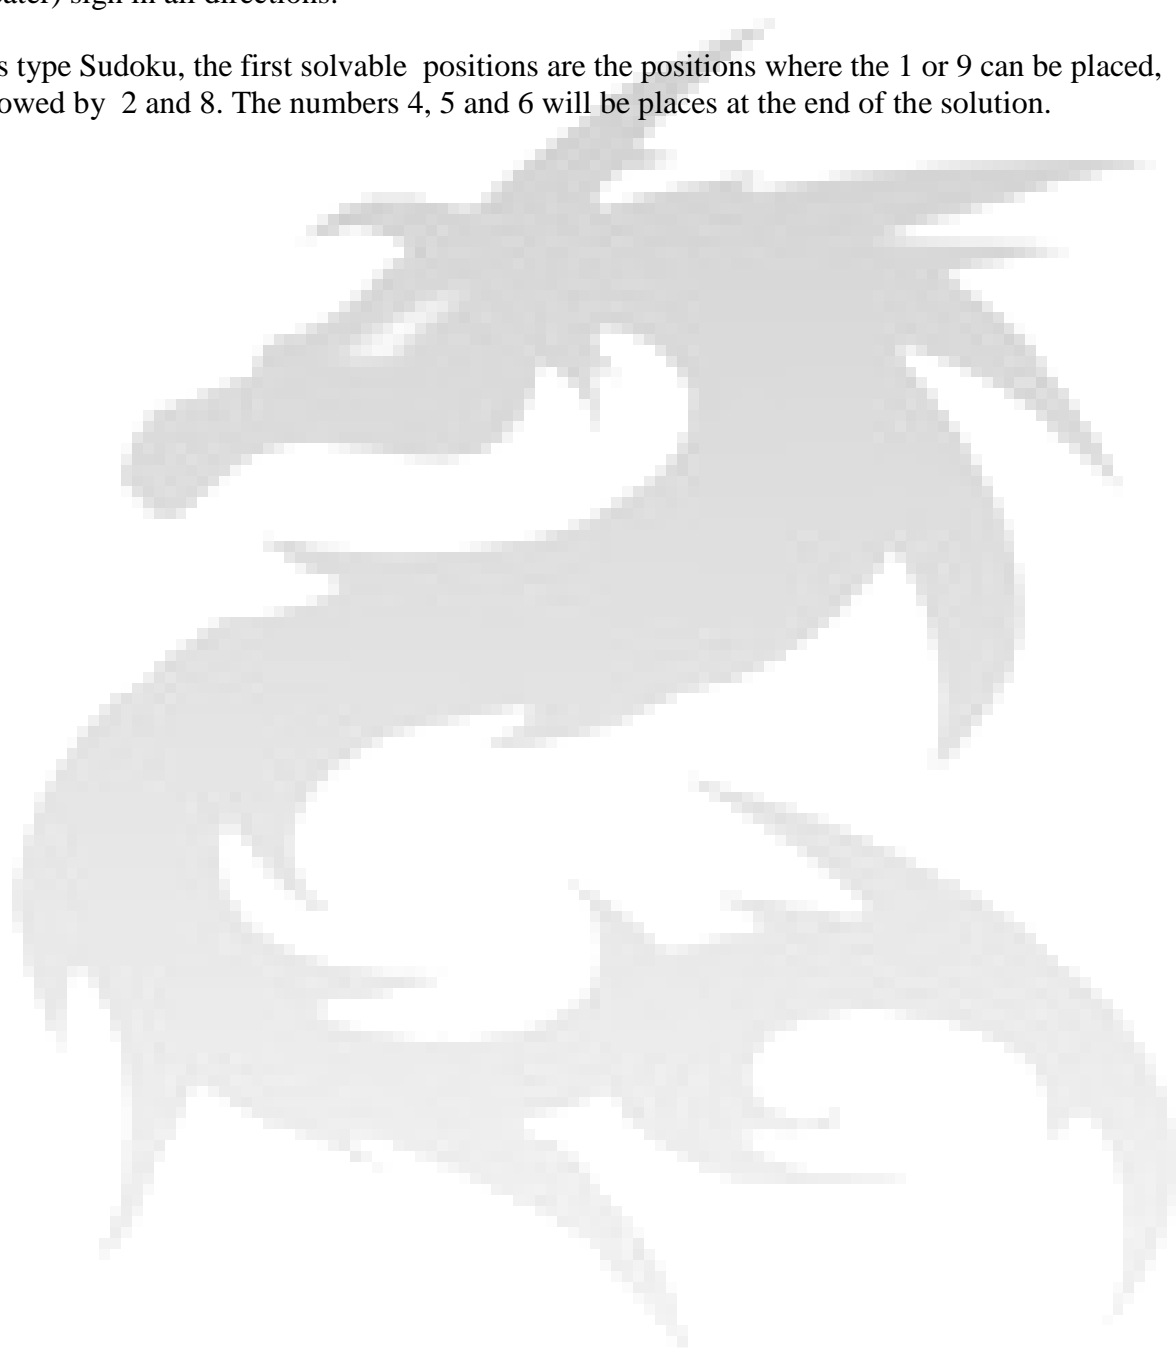 sign in all directions.
s type Sudoku, the first solvable  positions are the positions where the 1 or 9 can be placed,
owed by  2 and 8. The numbers 4, 5 and 6 will be places at the end of the solution.